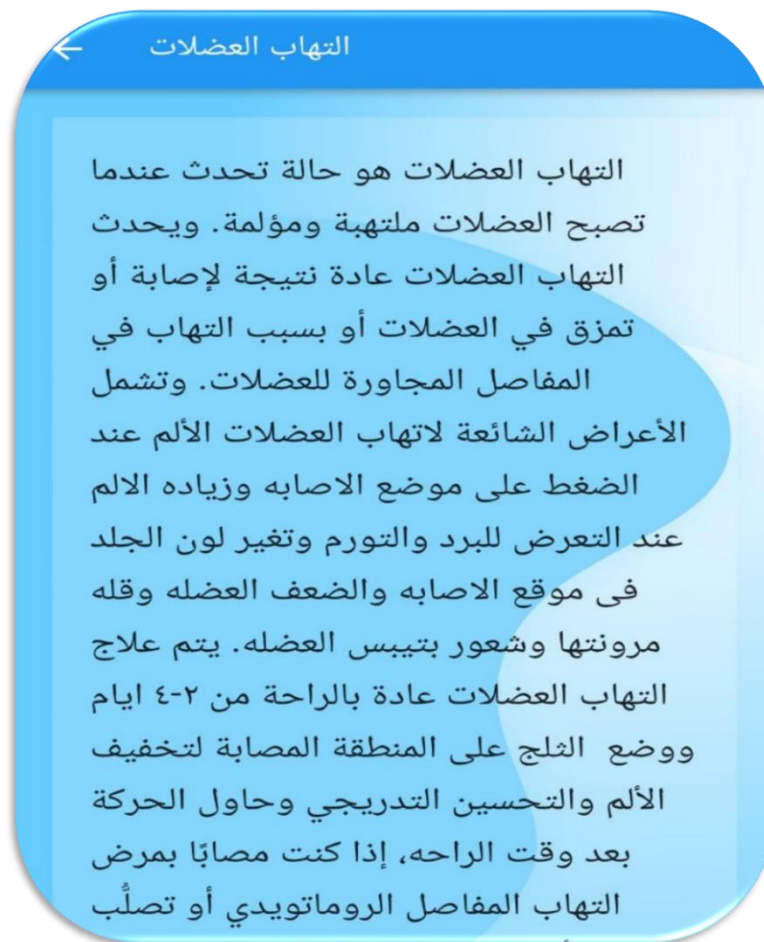 التهاب العضلات
التهاب العضلات هو حالة تحدث عندما
تصبح العضلات ملتهبة ومؤلمة. ويحدث
التهاب العضلات عادة نتيجة لإصابة أو
تمزق في العضلات أو بسبب التهاب في
المفاصل المجاورة للعضلات. وتشمل
الأعراض الشائعة لاتهاب العضلات الألم عند
الضغط على موضع الاصابه وزياده الالم
عند التعرض للبرد والتورم وتغير لون الجلد
فى موقع الاصابه والضعف العضله وقله
مرونتها وشعور بتيبس العضله. يتم علاج
التهاب العضلات عادة بالراحة من ٢-٤ ايام
ووضع الثلج على المنطقة المصابة لتخفيف
الألم والتحسين التدريجي وحاول الحركة
بعد وقت الراحه، إذا كنت مصابًا بمرض
التهاب المفاصل الروماتويدي أو تصلُّب